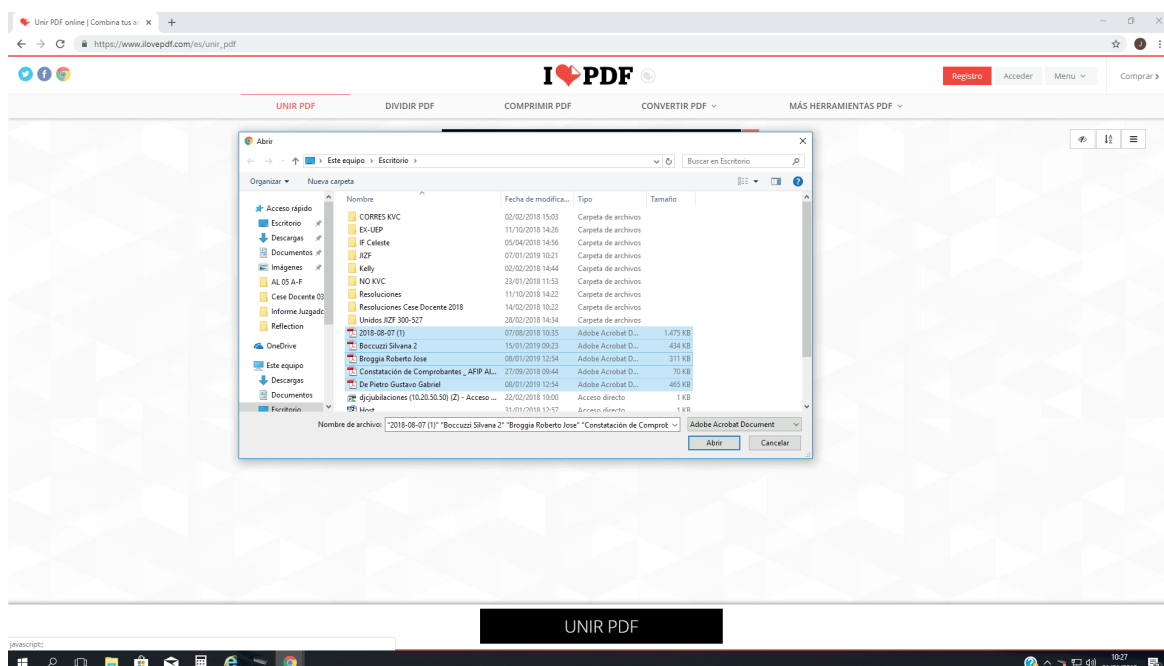 Unir PDF online | Combina tus ar
https://www.ilovepdf.com/es/unir_pdf
I PDF
Registro Acceder Menu Comprar
UNIR PDF DIVIDIR PDF COMPRIMIR PDF CONVERTIR PDF MÁS HERRAMIENTAS PDF
Abrir
Este equipo > Escritorio >
Buscar en Escritorio
Organizar Nueva carpeta
Nombre Fecha de modifica... Tipo Tamaño
Acceso rápido
Escritorio
Descargas
Documentos
Imágenes
AL 05 A-F
Cese Docente 03
Informe Juzgado
Reflection
OneDrive
Este equipo
Descargas
Documentos
Escritorio
CORRES KVC 02/02/2018 15:03 Carpeta de archivos
EX-UEP 11/10/2018 14:26 Carpeta de archivos
IF Celeste 05/04/2018 14:56 Carpeta de archivos
JIZF 07/01/2019 10:21 Carpeta de archivos
Kelly 02/02/2018 14:44 Carpeta de archivos
NO KVC 23/01/2018 11:53 Carpeta de archivos
Resoluciones 11/10/2018 14:22 Carpeta de archivos
Resoluciones Cese Docente 2018 14/02/2018 10:22 Carpeta de archivos
Unidos JIZF 300-527 28/02/2018 14:34 Carpeta de archivos
2018-08-07 (1) 07/08/2018 10:35 Adobe Acrobat D... 1.475 KB
Boccuzzi Silvana 2 15/01/2019 09:23 Adobe Acrobat D... 434 KB
Broggia Roberto Jose 08/01/2019 12:54 Adobe Acrobat D... 311 KB
Constatación de Comprobantes _ AFIP AL... 27/09/2018 09:44 Adobe Acrobat D... 70 KB
De Pietro Gustavo Gabriel 08/01/2019 12:54 Adobe Acrobat D... 465 KB
djcjubilaciones (10.20.50.50) (Z) - Acceso ... 22/02/2018 10:00 Acceso directo 1 KB
Host 31/01/2018 12:57 Acceso directo 1 KB
Nombre de archivo: "2018-08-07 (1)" "Boccuzzi Silvana 2" "Broggia Roberto Jose" "Constatación de Comprob
Adobe Acrobat Document
Abrir Cancelar
UNIR PDF
javascript:;
10:27